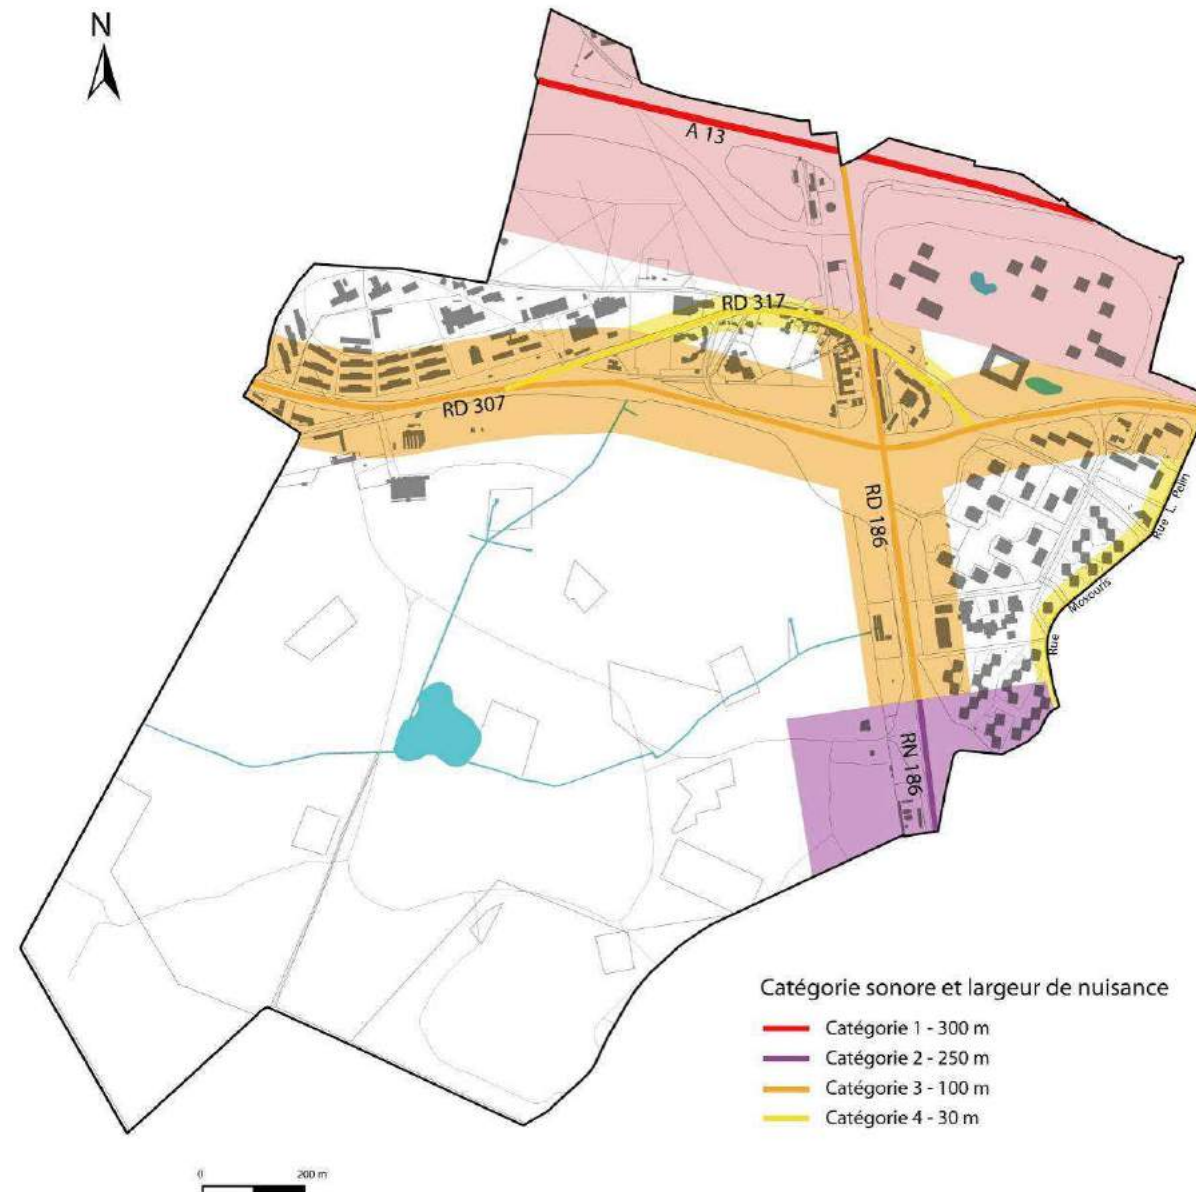 N
A 13
RD 317
RD 307
RD 186
Rue L. Pelin
Rue Moxouris
RN 186
Catégorie sonore et largeur de nuisance
Catégorie 1 - 300 m
Catégorie 2 - 250 m
Catégorie 3 - 100 m
Catégorie 4 - 30 m
0 200 m